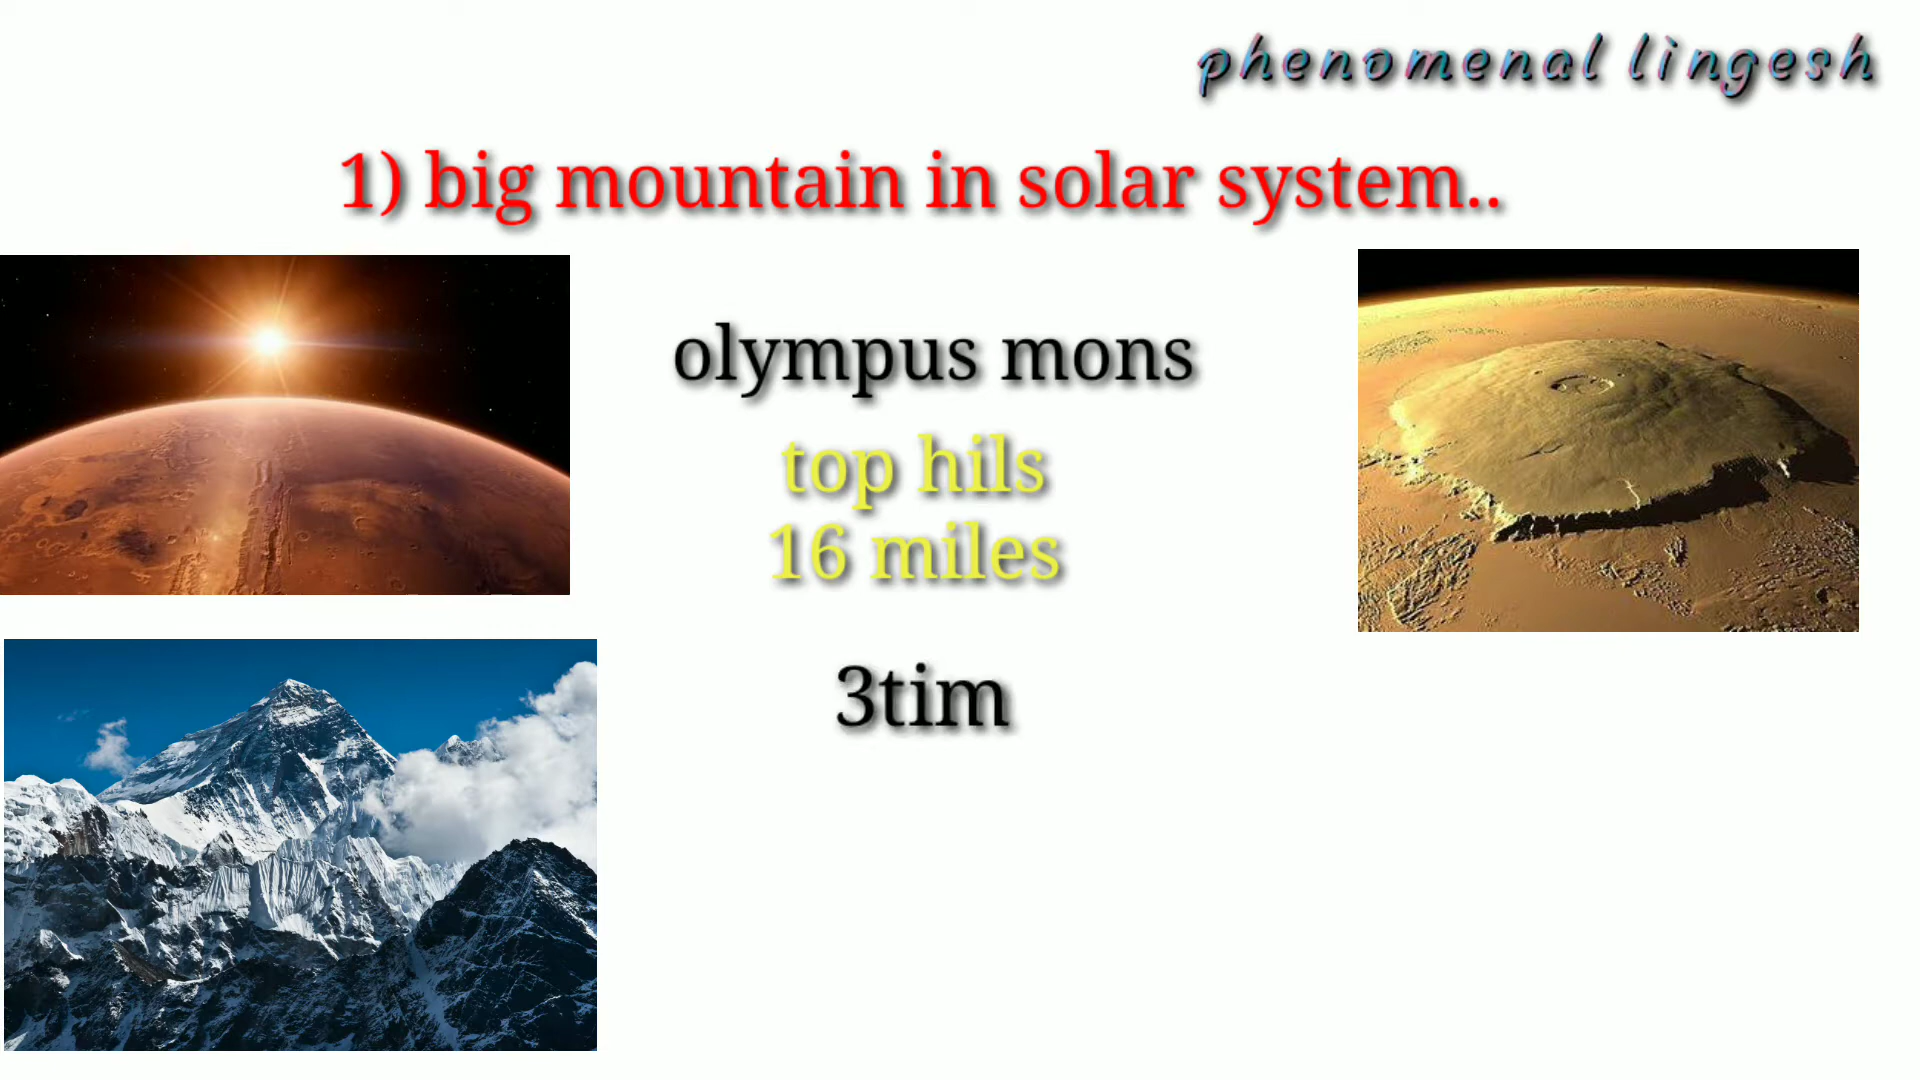 phenomenal lingesh
1) big mountain in solar system..
olympus mons
top hils
16 miles
3tim